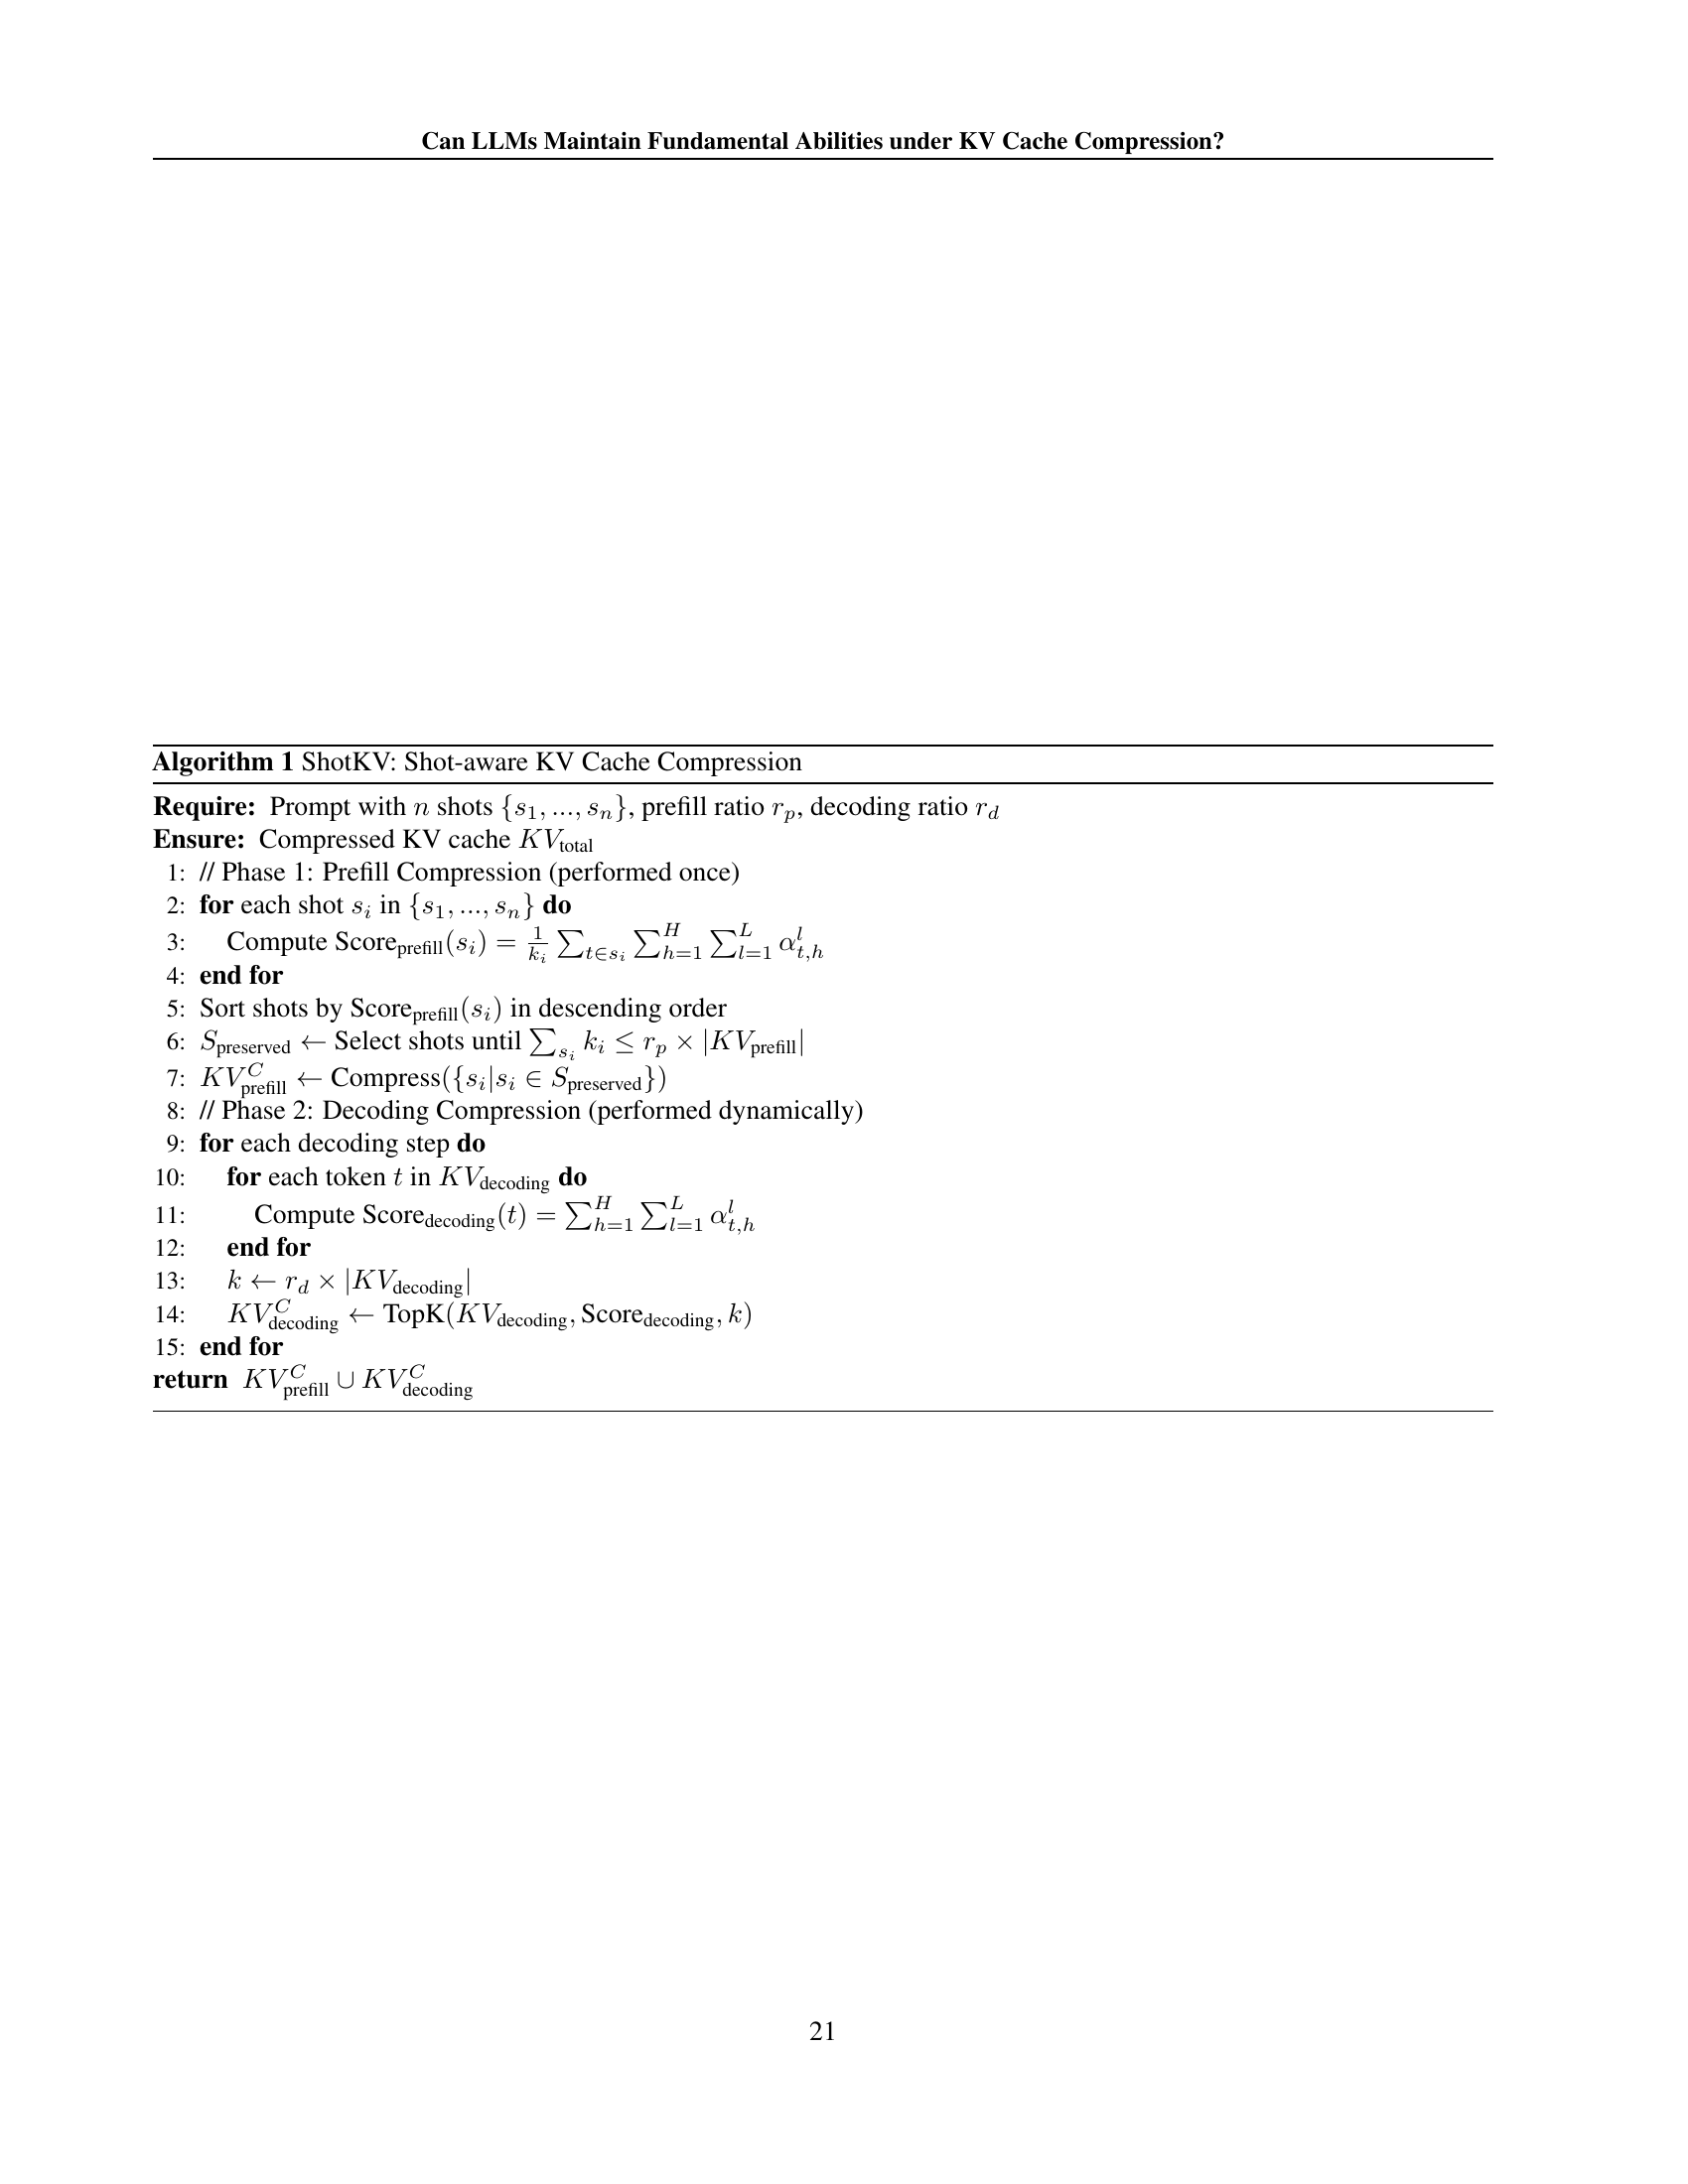 Can LLMs Maintain Fundamental Abilities under KV Cache Compression?
Algorithm 1 ShotKV: Shot-aware KV Cache Compression
Require: Prompt with $n$ shots $\{s_1, ..., s_n\}$, prefill ratio $r_p$, decoding ratio $r_d$
Ensure: Compressed KV cache $KV_{\text{total}}$
1: // Phase 1: Prefill Compression (performed once)
2: for each shot $s_i$ in $\{s_1, ..., s_n\}$ do
3: Compute $\text{Score}_{\text{prefill}}(s_i) = \frac{1}{k_i} \sum_{t \in s_i} \sum_{h=1}^{H} \sum_{l=1}^{L} \alpha_{t,h}^{l}$
4: end for
5: Sort shots by $\text{Score}_{\text{prefill}}(s_i)$ in descending order
6: $S_{\text{preserved}} \leftarrow$ Select shots until $\sum_{s_i} k_i \leq r_p \times |KV_{\text{prefill}}|$
7: $KV_{\text{prefill}}^{C} \leftarrow \text{Compress}(\{s_i | s_i \in S_{\text{preserved}}\})$
8: // Phase 2: Decoding Compression (performed dynamically)
9: for each decoding step do
10: for each token $t$ in $KV_{\text{decoding}}$ do
11: Compute $\text{Score}_{\text{decoding}}(t) = \sum_{h=1}^{H} \sum_{l=1}^{L} \alpha_{t,h}^{l}$
12: end for
13: $k \leftarrow r_d \times |KV_{\text{decoding}}|$
14: $KV_{\text{decoding}}^{C} \leftarrow \text{TopK}(KV_{\text{decoding}}, \text{Score}_{\text{decoding}}, k)$
15: end for
return $KV_{\text{prefill}}^{C} \cup KV_{\text{decoding}}^{C}$
21